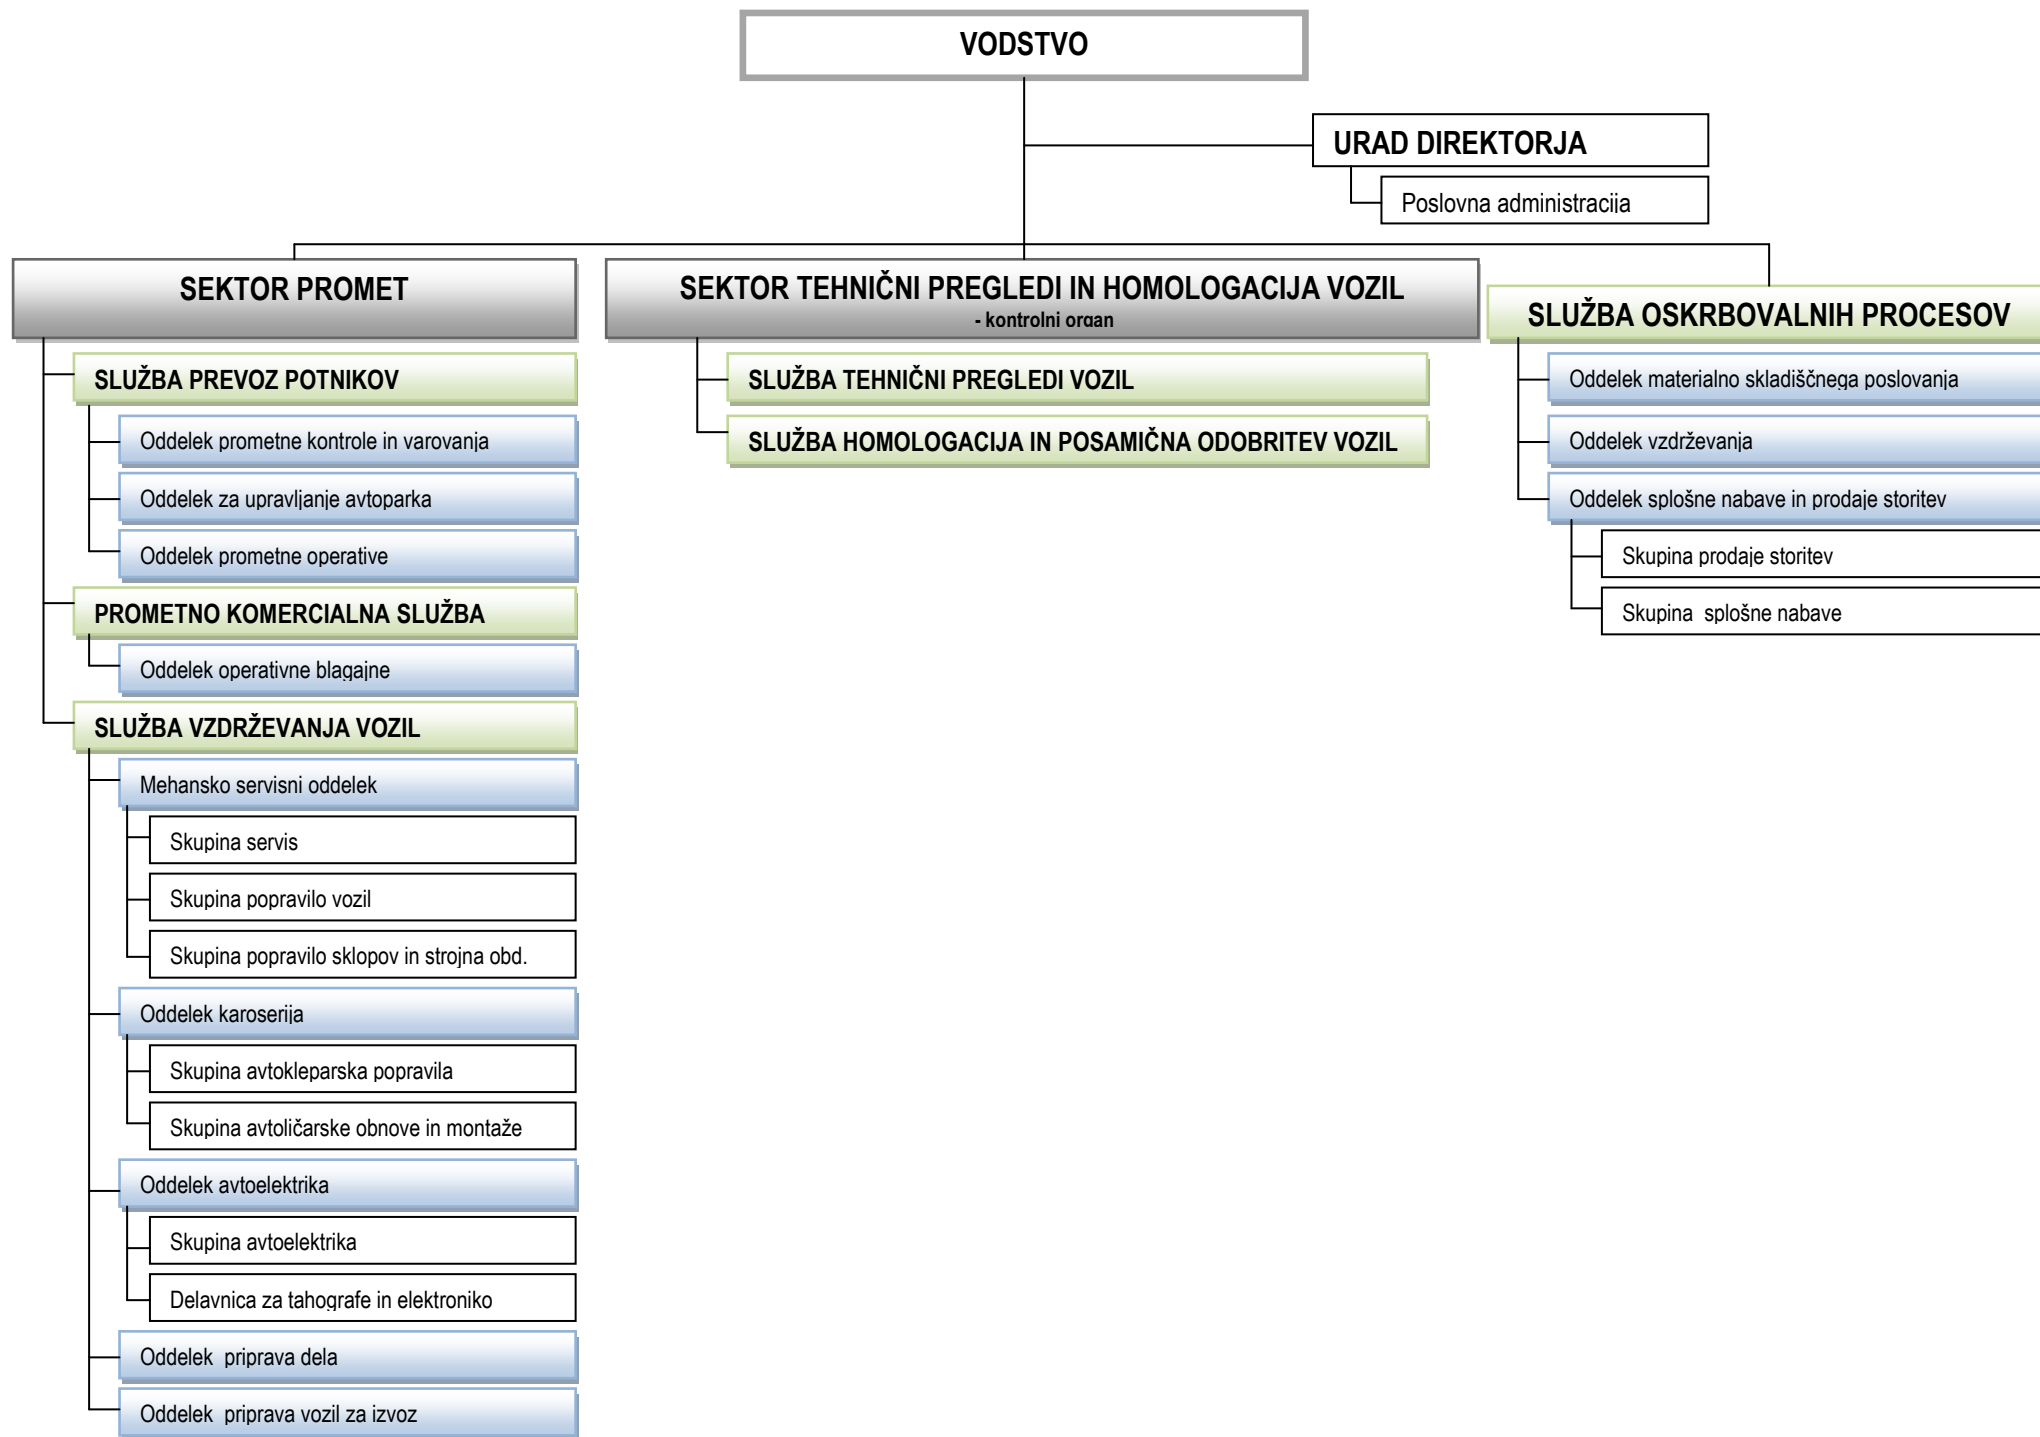 VODSTVO
URAD DIREKTORJA
Poslovna administracija
SEKTOR PROMET
SLUŽBA PREVOZ POTNIKOV
Oddelek prometne kontrole in varovanja
Oddelek za upravljanje avtoparka
Oddelek prometne operative
PROMETNO KOMERCIALNA SLUŽBA
Oddelek operativne blagajne
SLUŽBA VZDRŽEVANJA VOZIL
Mehansko servisni oddelek
Skupina servis
Skupina popravilo vozil
Skupina popravilo sklopov in strojna obd.
Oddelek karoserija
Skupina avtokleparska popravila
Skupina avtoličarske obnove in montaže
Oddelek avtoelektrika
Skupina avtoelektrika
Delavnica za tahografe in elektroniko
Oddelek priprava dela
Oddelek priprava vozil za izvoz
SEKTOR TEHNIČNI PREGLEDI IN HOMOLOGACIJA VOZIL
- kontrolni organ
SLUŽBA TEHNIČNI PREGLEDI VOZIL
SLUŽBA HOMOLOGACIJA IN POSAMIČNA ODOBRITEV VOZIL
SLUŽBA OSKRBOVALNIH PROCESOV
Oddelek materialno skladiščnega poslovanja
Oddelek vzdrževanja
Oddelek splošne nabave in prodaje storitev
Skupina prodaje storitev
Skupina splošne nabave